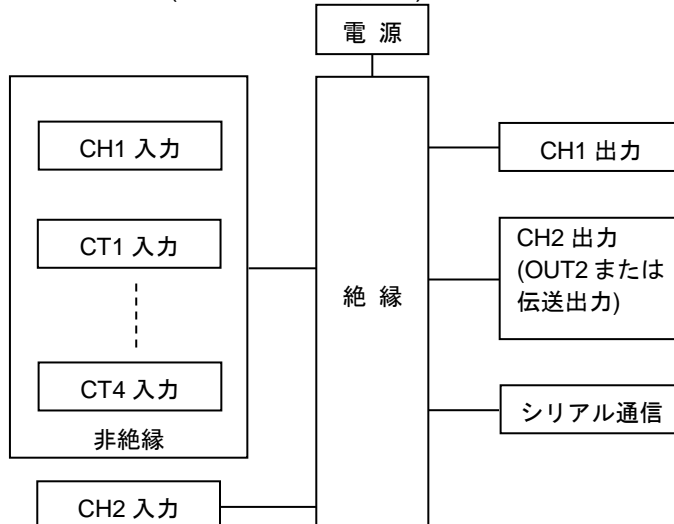 電 源
CH1 入力
CT1 入力
CT4 入力
非絶縁
CH2 入力
絶 縁
CH1 出力
CH2 出力
(OUT2 または
伝送出力)
シリアル通信